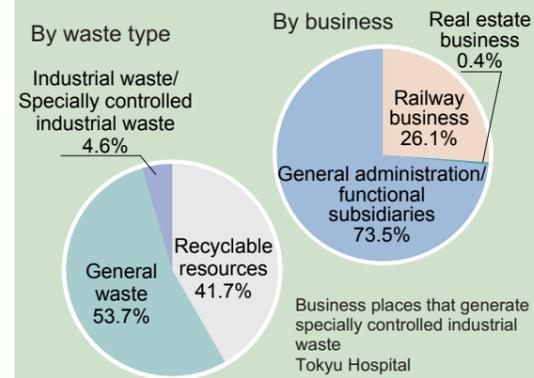 By waste type
Industrial waste/
Specially controlled
industrial waste
4.6%
Recyclable
resources
41.7%
General
waste
53.7%
By business
Real estate
business
0.4%
Railway
business
26.1%
General administration/
functional
subsidiaries
73.5%
Business places that generate
specially controlled industrial
waste
Tokyu Hospital